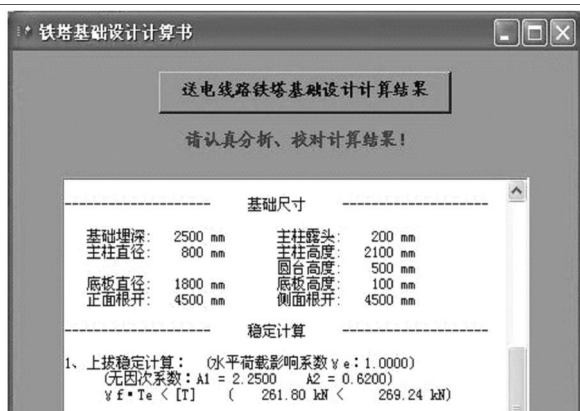 铁塔基础设计计算书
送电线路铁塔基础设计计算结果
请认真分析、核对计算结果!
-------------------- 基础尺寸 --------------------
基础埋深: 2500 mm 主柱露头: 200 mm
主柱直径: 800 mm 主柱高度: 2100 mm
圆台高度: 500 mm
底板直径: 1800 mm 底板高度: 100 mm
正面根开: 4500 mm 侧面根开: 4500 mm
-------------------- 稳定计算 --------------------
1、上拔稳定计算: (水平荷载影响系数γe:1.0000)
(无因次系数:A1 = 2.2500 A2 = 0.6200)
γf•Te < [T] ( 261.80 kN < 269.24 kN)